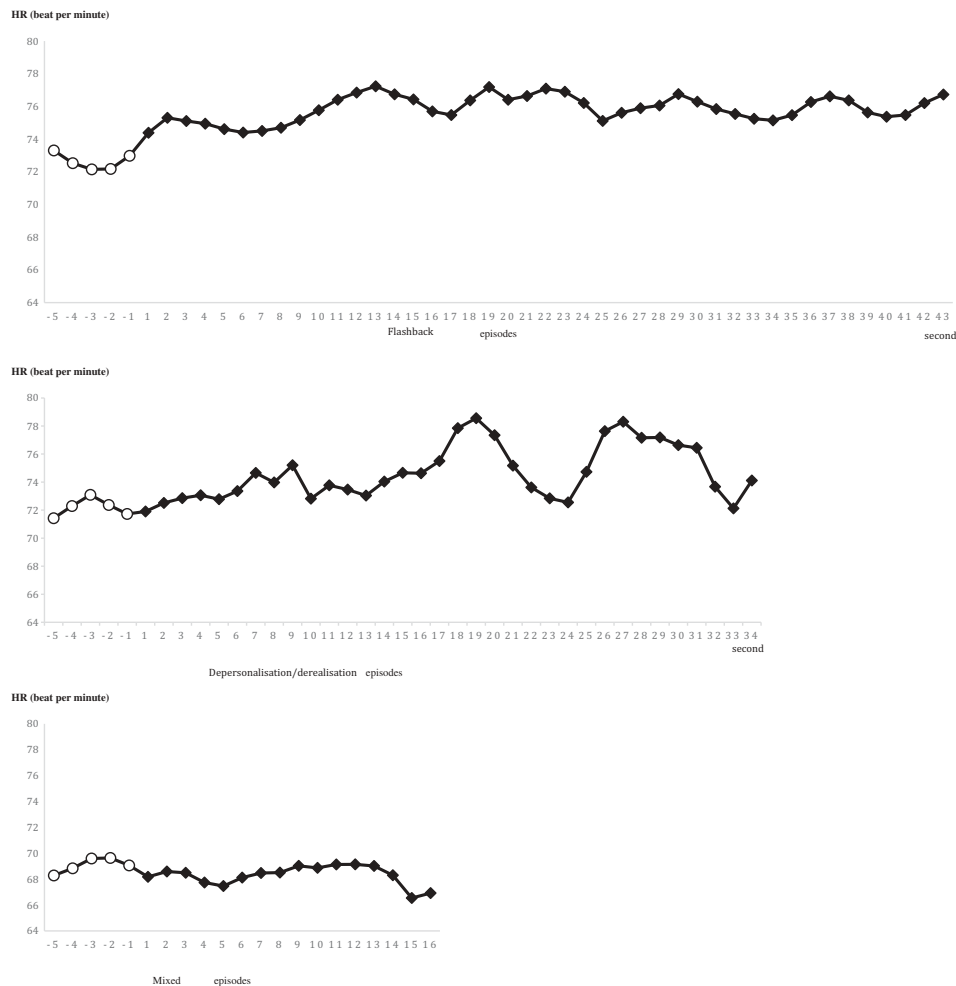 HR (beat per minute)
80
78
76
74
72
70
68
66
64
-5 -4 -3 -2 -1 1 2 3 4 5 6 7 8 9 10 11 12 13 14 15 16 17 18 19 20 21 22 23 24 25 26 27 28 29 30 31 32 33 34 35 36 37 38 39 40 41 42 43
Flashback episodes
second
HR (beat per minute)
80
78
76
74
72
70
68
66
64
-5 -4 -3 -2 -1 1 2 3 4 5 6 7 8 9 10 11 12 13 14 15 16 17 18 19 20 21 22 23 24 25 26 27 28 29 30 31 32 33 34
second
Depersonalisation/derealisation episodes
HR (beat per minute)
80
78
76
74
72
70
68
66
64
-5 -4 -3 -2 -1 1 2 3 4 5 6 7 8 9 10 11 12 13 14 15 16
Mixed episodes